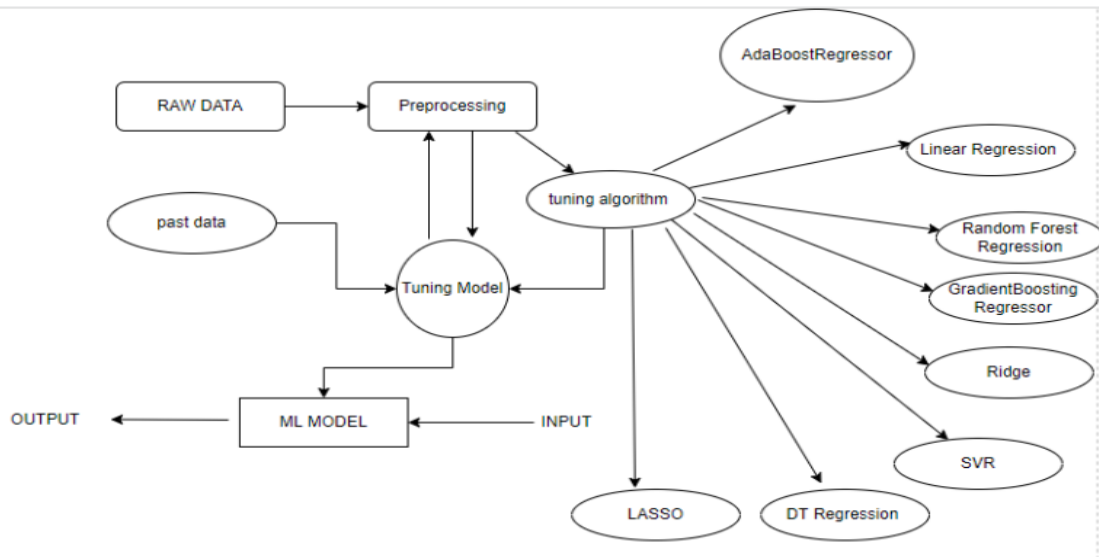 AdaBoostRegressor
RAW DATA
Preprocessing
Linear Regression
tuning algorithm
past data
Random Forest
Regression
Tuning Model
GradientBoosting
Regressor
Ridge
OUTPUT
ML MODEL
INPUT
SVR
LASSO
DT Regression